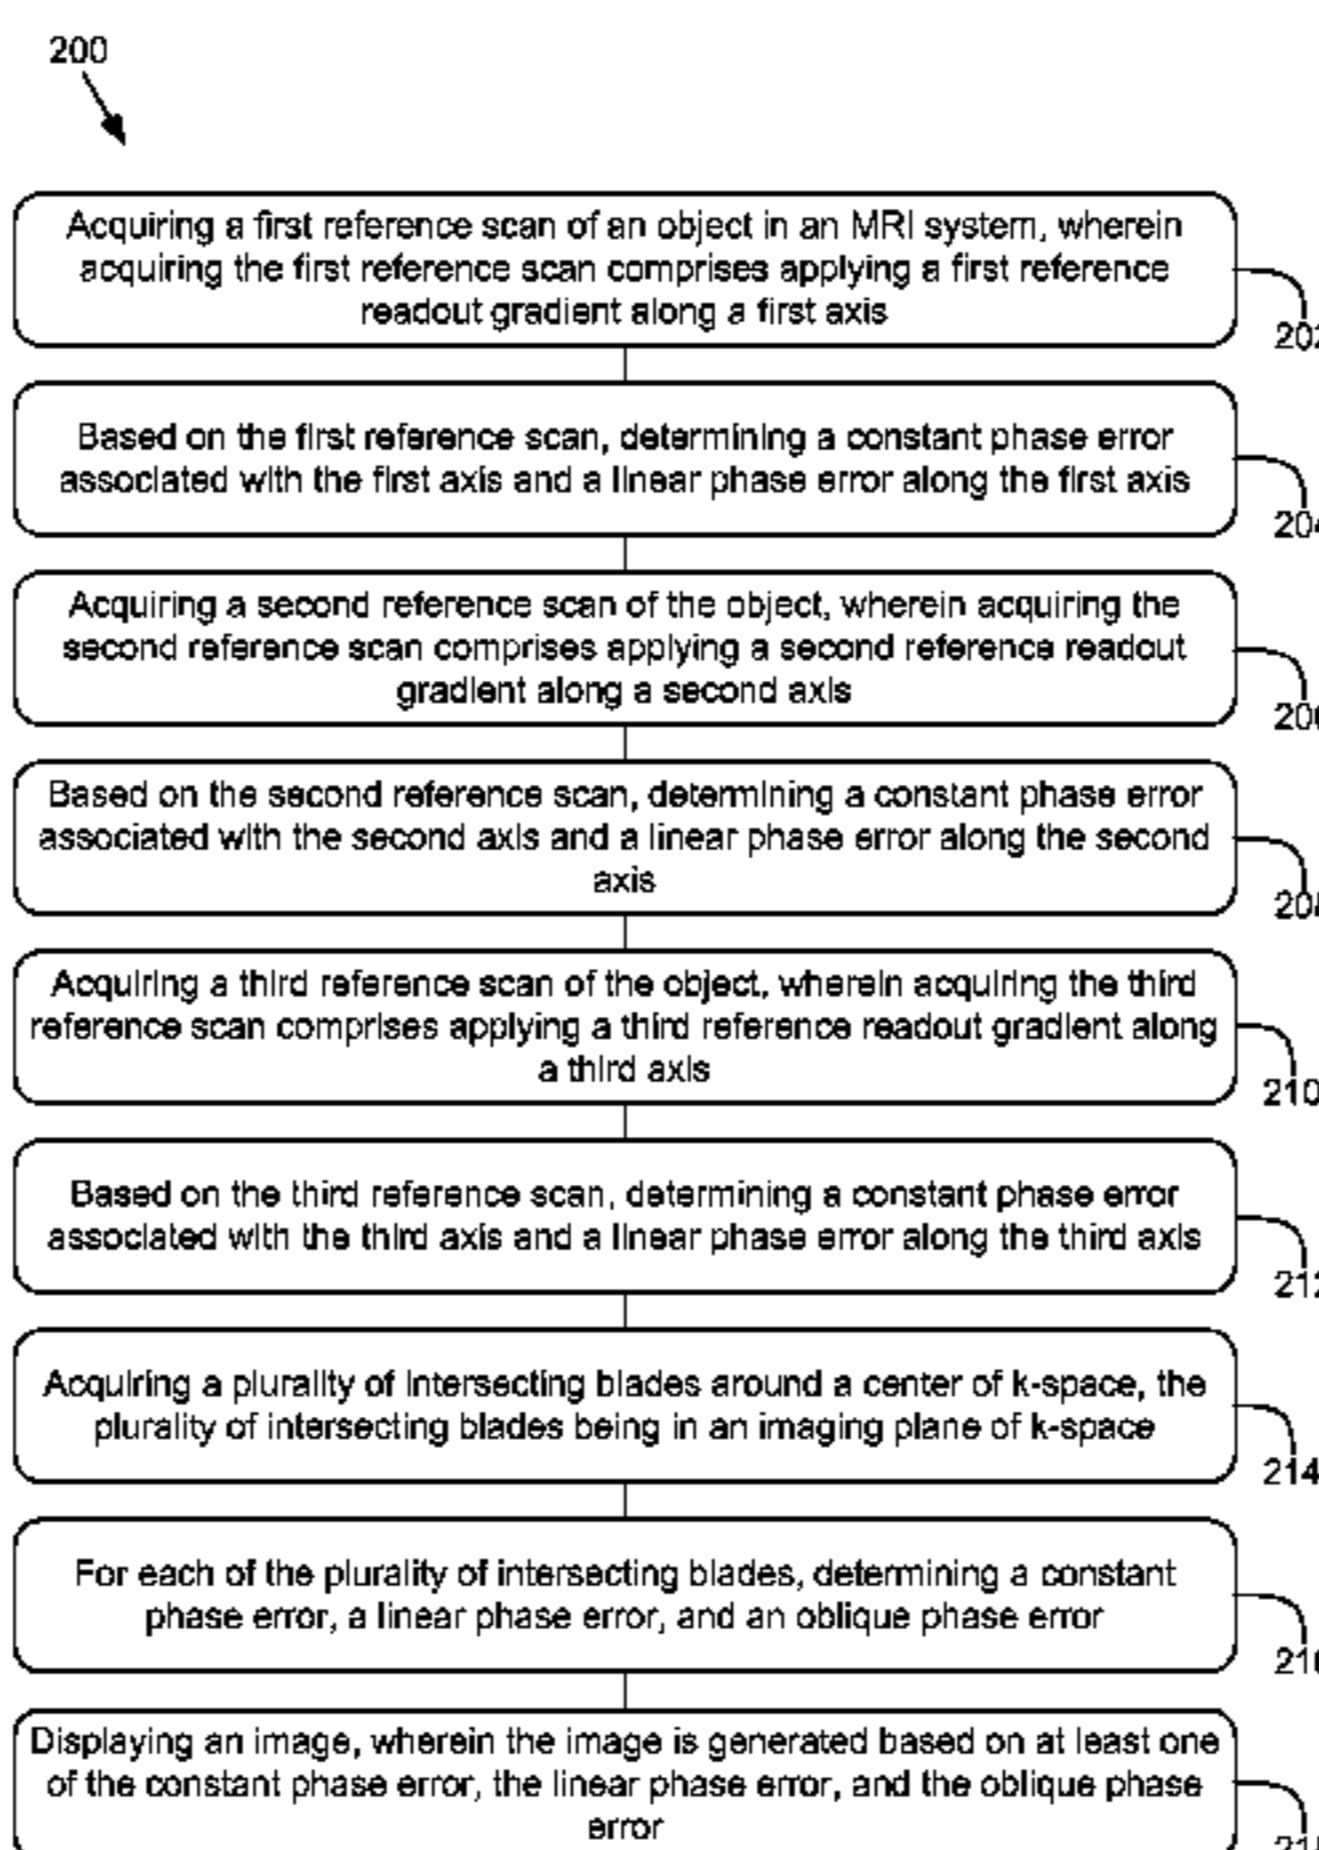 200
Acquiring a first reference scan of an object in an MRI system, wherein
acquiring the first reference scan comprises applying a first reference
readout gradient along a first axis
202
Based on the first reference scan, determining a constant phase error
associated with the first axis and a linear phase error along the first axis
204
Acquiring a second reference scan of the object, wherein acquiring the
second reference scan comprises applying a second reference readout
gradient along a second axis
206
Based on the second reference scan, determining a constant phase error
associated with the second axis and a linear phase error along the second
axis
208
Acquiring a third reference scan of the object, wherein acquiring the third
reference scan comprises applying a third reference readout gradient along
a third axis
210
Based on the third reference scan, determining a constant phase error
associated with the third axis and a linear phase error along the third axis
212
Acquiring a plurality of intersecting blades around a center of k-space, the
plurality of intersecting blades being in an imaging plane of k-space
214
For each of the plurality of intersecting blades, determining a constant
phase error, a linear phase error, and an oblique phase error
216
Displaying an image, wherein the image is generated based on at least one
of the constant phase error, the linear phase error, and the oblique phase
error